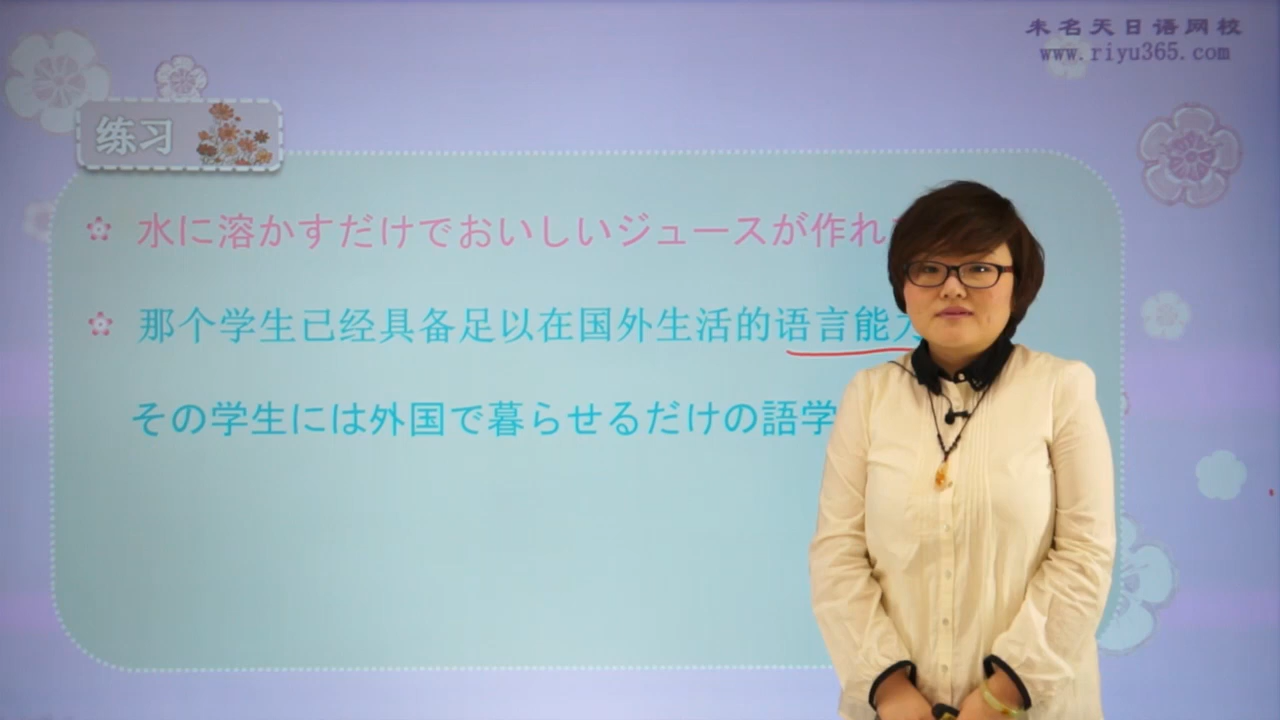 未名天日语网校
www.riyu365.com
练习
水に溶かすだけでおいしいジュースが作れ
那个学生已经具备足以在国外生活的语言能
その学生には外国で暮らせるだけの語学